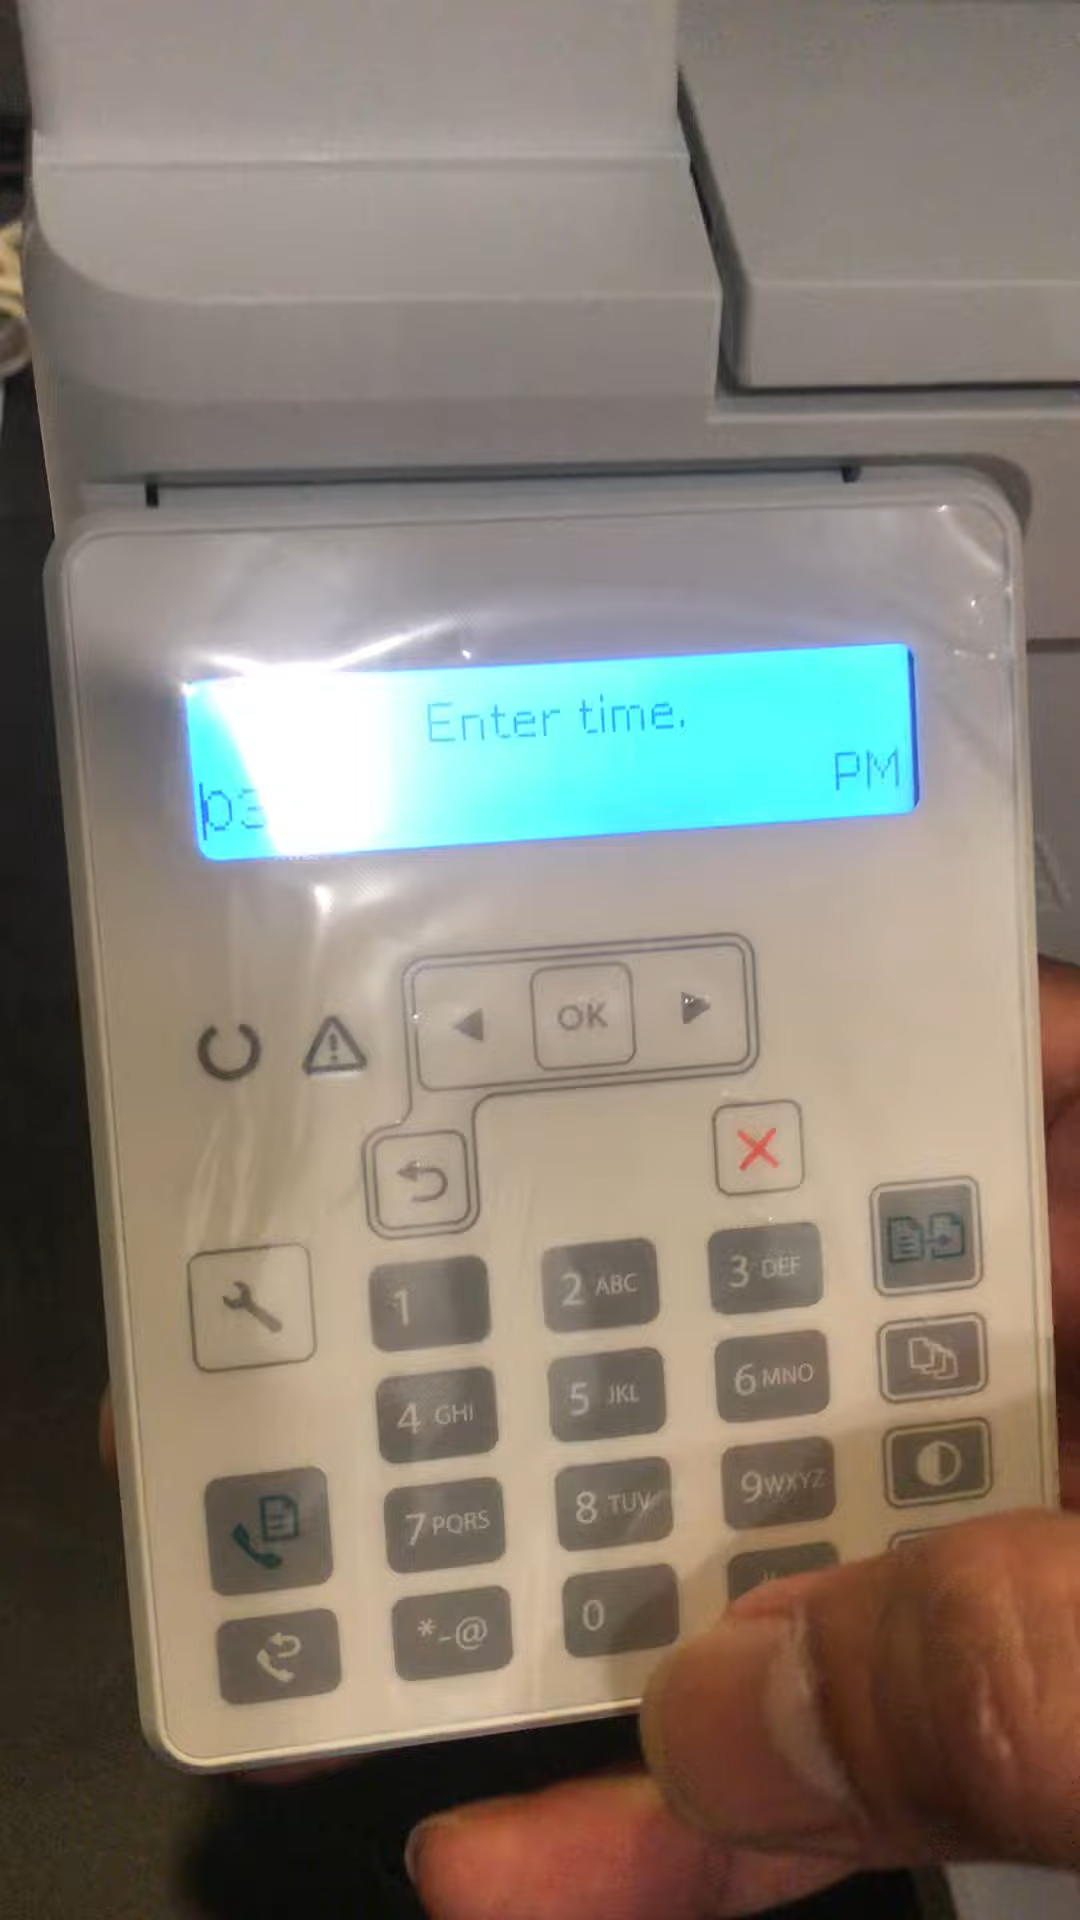 Enter time.
03 PM
OK
1 2 ABC 3 DEF
4 GHI 5 JKL 6 MNO
7 PQRS 8 TUV 9 WXYZ
*-@ 0